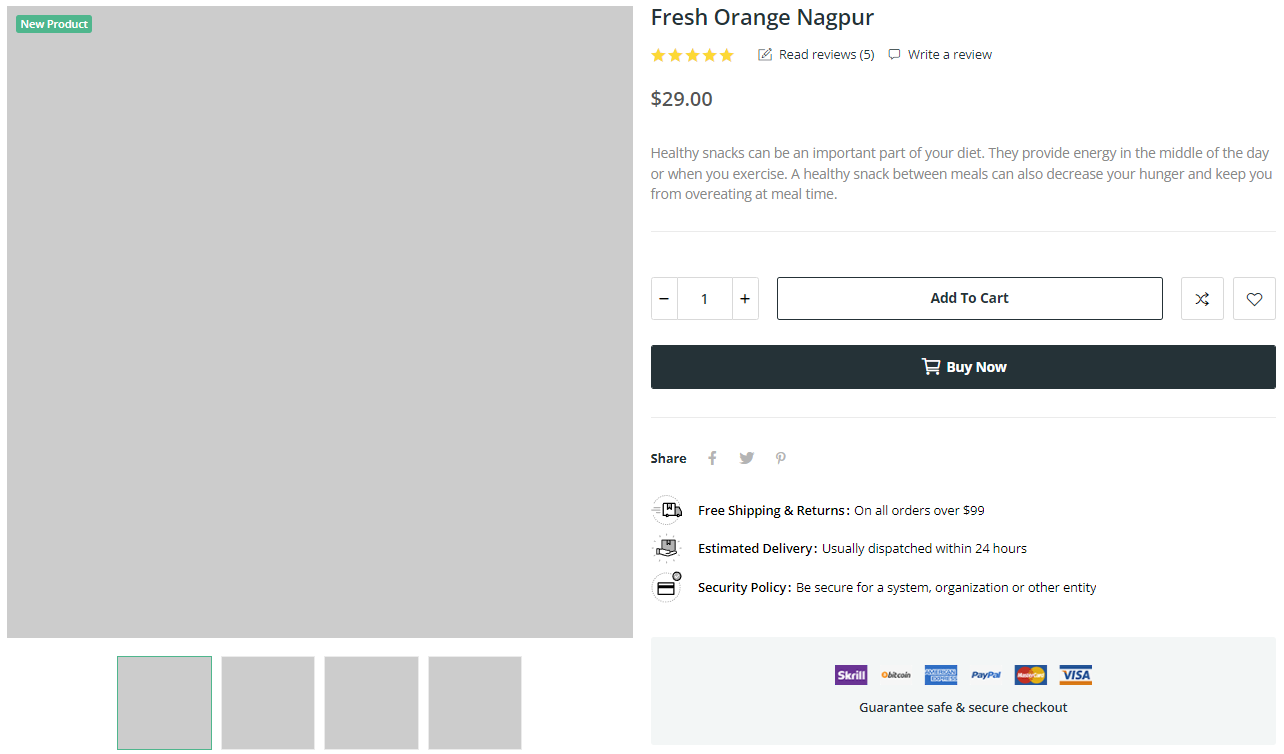 New Product
Fresh Orange Nagpur
Read reviews (5) Write a review
$29.00
Healthy snacks can be an important part of your diet. They provide energy in the middle of the day
or when you exercise. A healthy snack between meals can also decrease your hunger and keep you
from overeating at meal time.
− 1 + Add To Cart
Buy Now
Share
Free Shipping & Returns: On all orders over $99
Estimated Delivery: Usually dispatched within 24 hours
Security Policy: Be secure for a system, organization or other entity
Skrill bitcoin AMERICAN EXPRESS PayPal MasterCard VISA
Guarantee safe & secure checkout